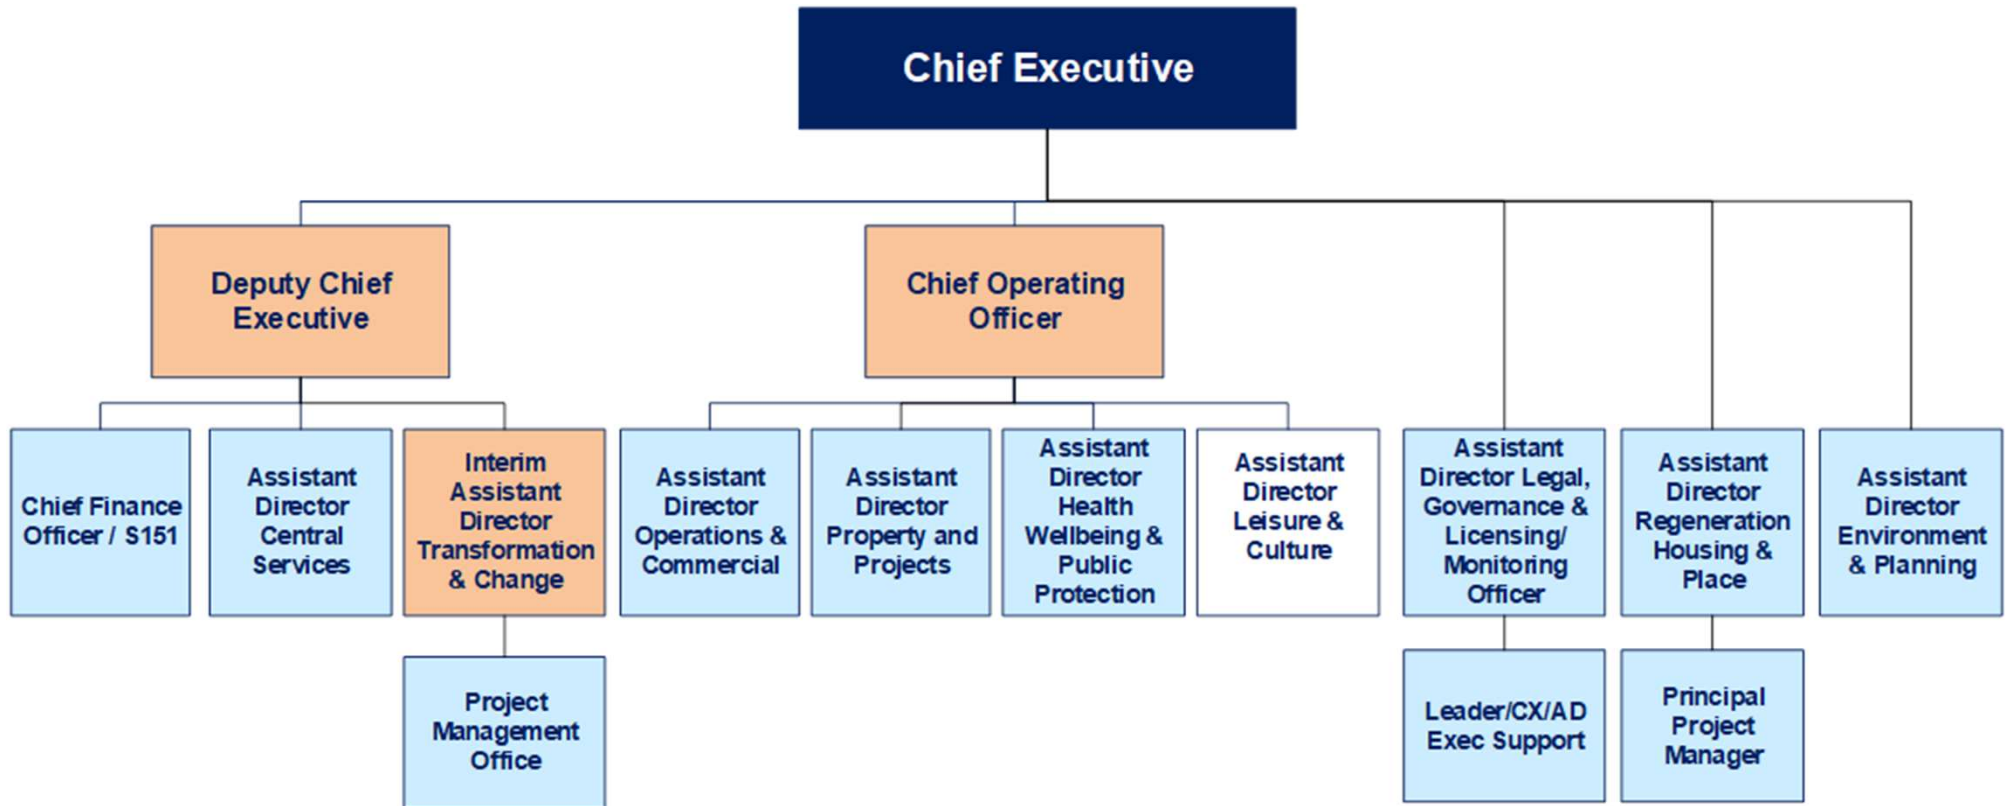 Chief Executive
Deputy Chief
Executive
Chief Operating
Officer
Chief Finance
Officer / S151
Assistant
Director
Central
Services
Interim
Assistant
Director
Transformation
& Change
Assistant
Director
Operations &
Commercial
Assistant
Director
Property and
Projects
Assistant
Director
Health
Wellbeing &
Public
Protection
Assistant
Director
Leisure &
Culture
Assistant
Director Legal,
Governance &
Licensing/
Monitoring
Officer
Assistant
Director
Regeneration
Housing &
Place
Assistant
Director
Environment
& Planning
Project
Management
Office
Leader/CX/AD
Exec Support
Principal
Project
Manager